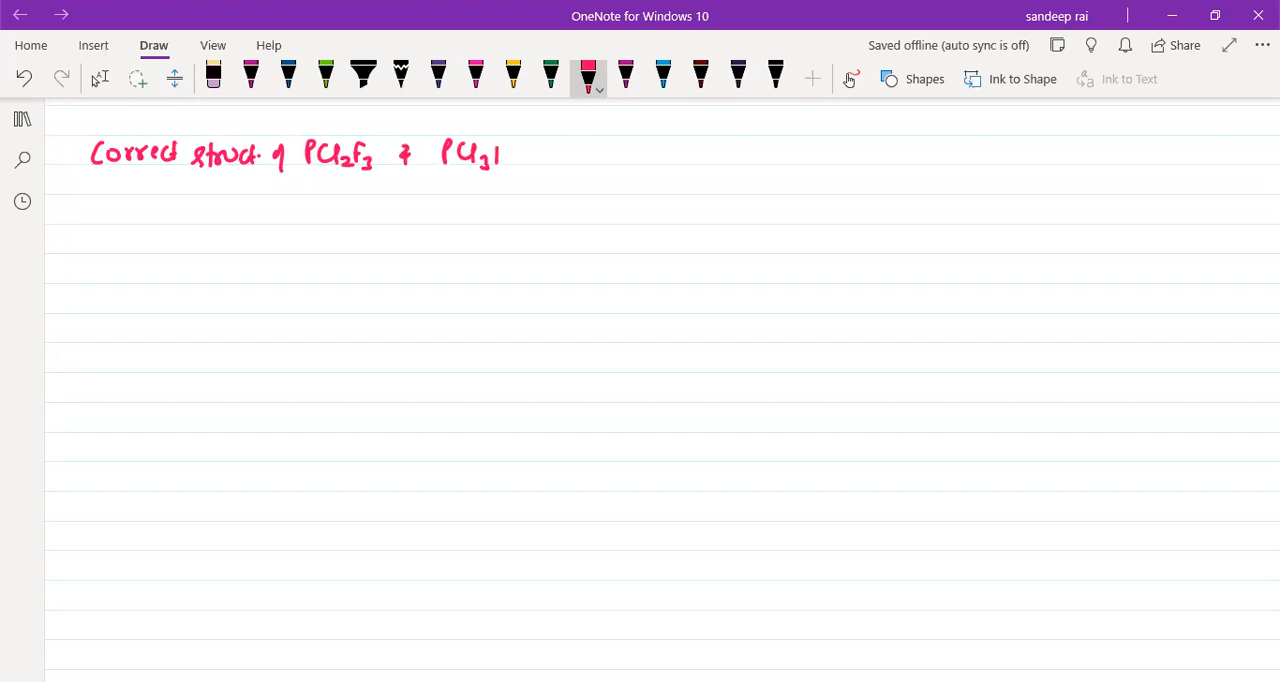 OneNote for Windows 10
sandeep rai
Home Insert Draw View Help
Saved offline (auto sync is off)
Share
Shapes
Ink to Shape
Ink to Text
Correct struct. of PCl₂F₃ & PCl₃